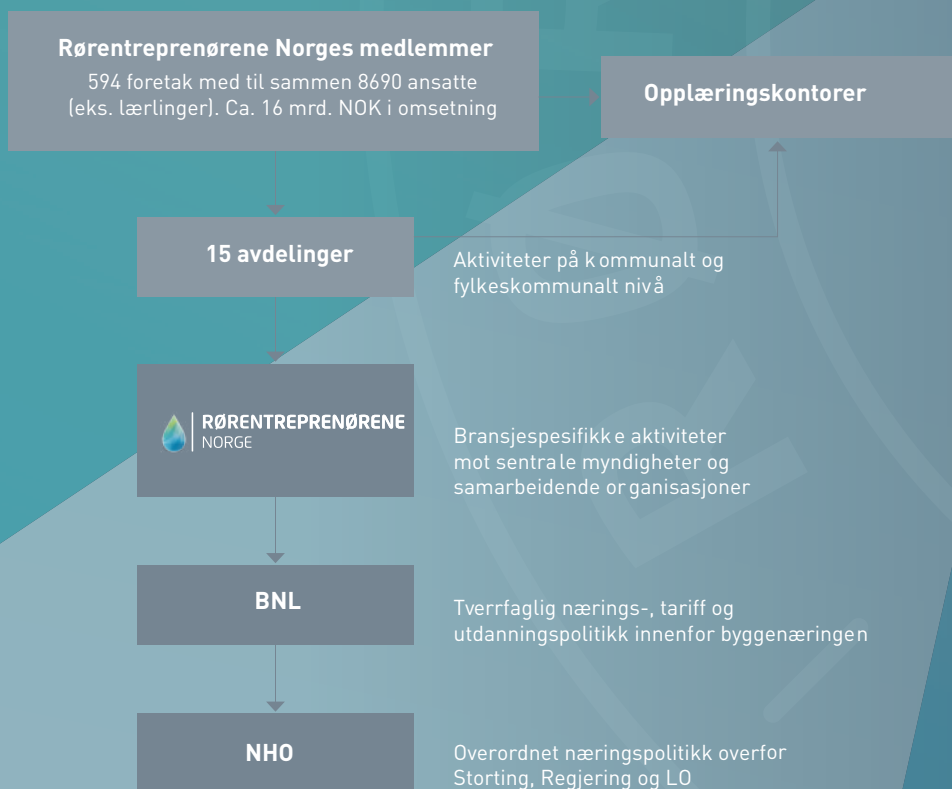 Rørentreprenørene Norges medlemmer
594 foretak med til sammen 8690 ansatte
(eks. lærlinger). Ca. 16 mrd. NOK i omsetning
Opplæringskontorer
15 avdelinger
Aktiviteter på kommunalt og
fylkeskommunalt nivå
RØRENTREPRENØRENE
NORGE
Bransjespesifikke aktiviteter
mot sentrale myndigheter og
samarbeidende organisasjoner
BNL
Tverrfaglig nærings-, tariff og
utdanningspolitikk innenfor byggenæringen
NHO
Overordnet næringspolitikk overfor
Storting, Regjering og LO